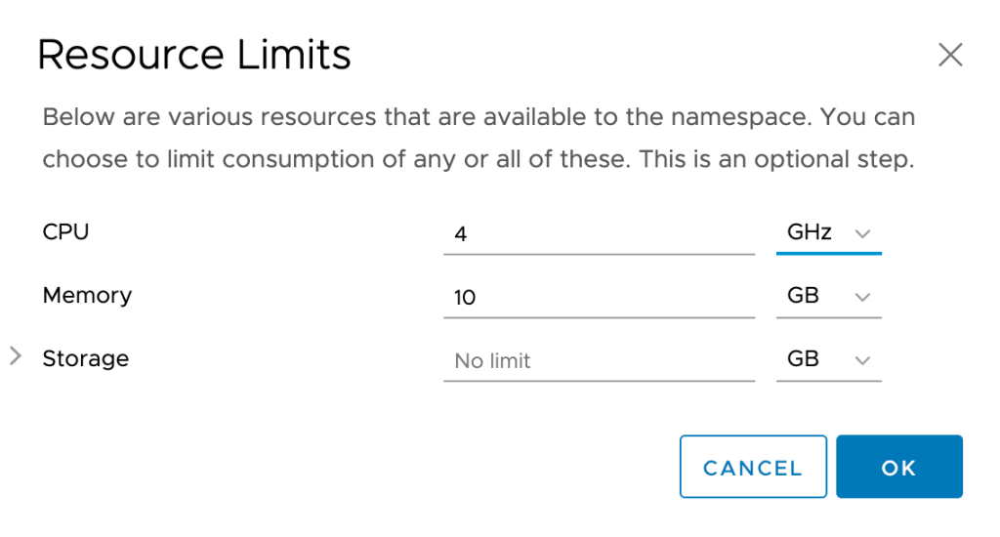 Resource Limits
Below are various resources that are available to the namespace. You can
choose to limit consumption of any or all of these. This is an optional step.
CPU 4 GHz
Memory 10 GB
Storage No limit GB
CANCEL OK